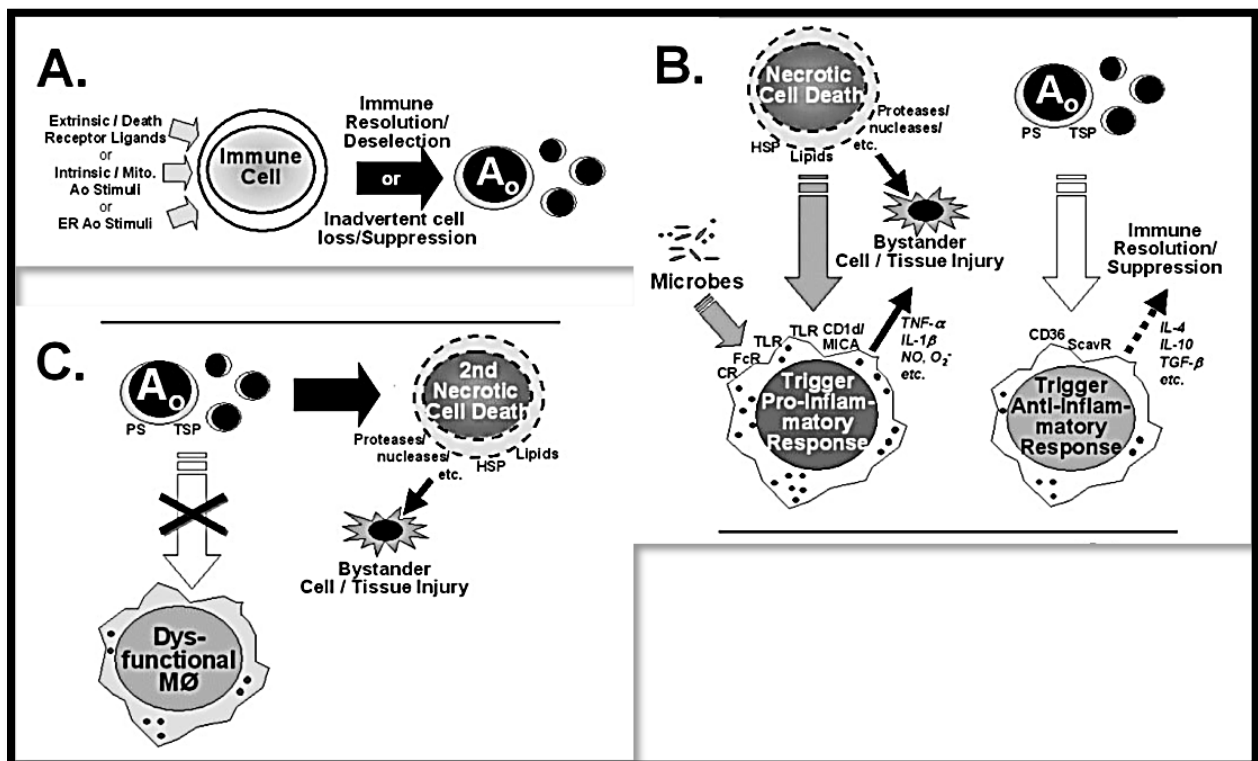 A.
Extrinsic / Death
Receptor Ligands
or
Intrinsic / Mito.
Ao Stimuli
or
ER Ao Stimuli
Immune
Cell
Immune
Resolution/
Deselection
or
Inadvertent cell
loss/Suppression
Ao
B.
Necrotic
Cell Death
HSP
Lipids
Proteases/
nucleases/
etc.
Bystander
Cell / Tissue Injury
Microbes
CR
FcR
TLR
TLR
CD1d/
MICA
TNF-α
IL-1β
NO, O2-
etc.
Trigger
Pro-inflam-
matory
Response
Ao
PS
TSP
Immune
Resolution/
Suppression
CD36
ScavR
IL-4
IL-10
TGF-β
etc.
Trigger
Anti-inflam-
matory
Response
C.
Ao
PS
TSP
2nd
Necrotic
Cell Death
Proteases/
nucleases/
etc.
HSP
Lipids
Bystander
Cell / Tissue Injury
Dys-
functional
MØ